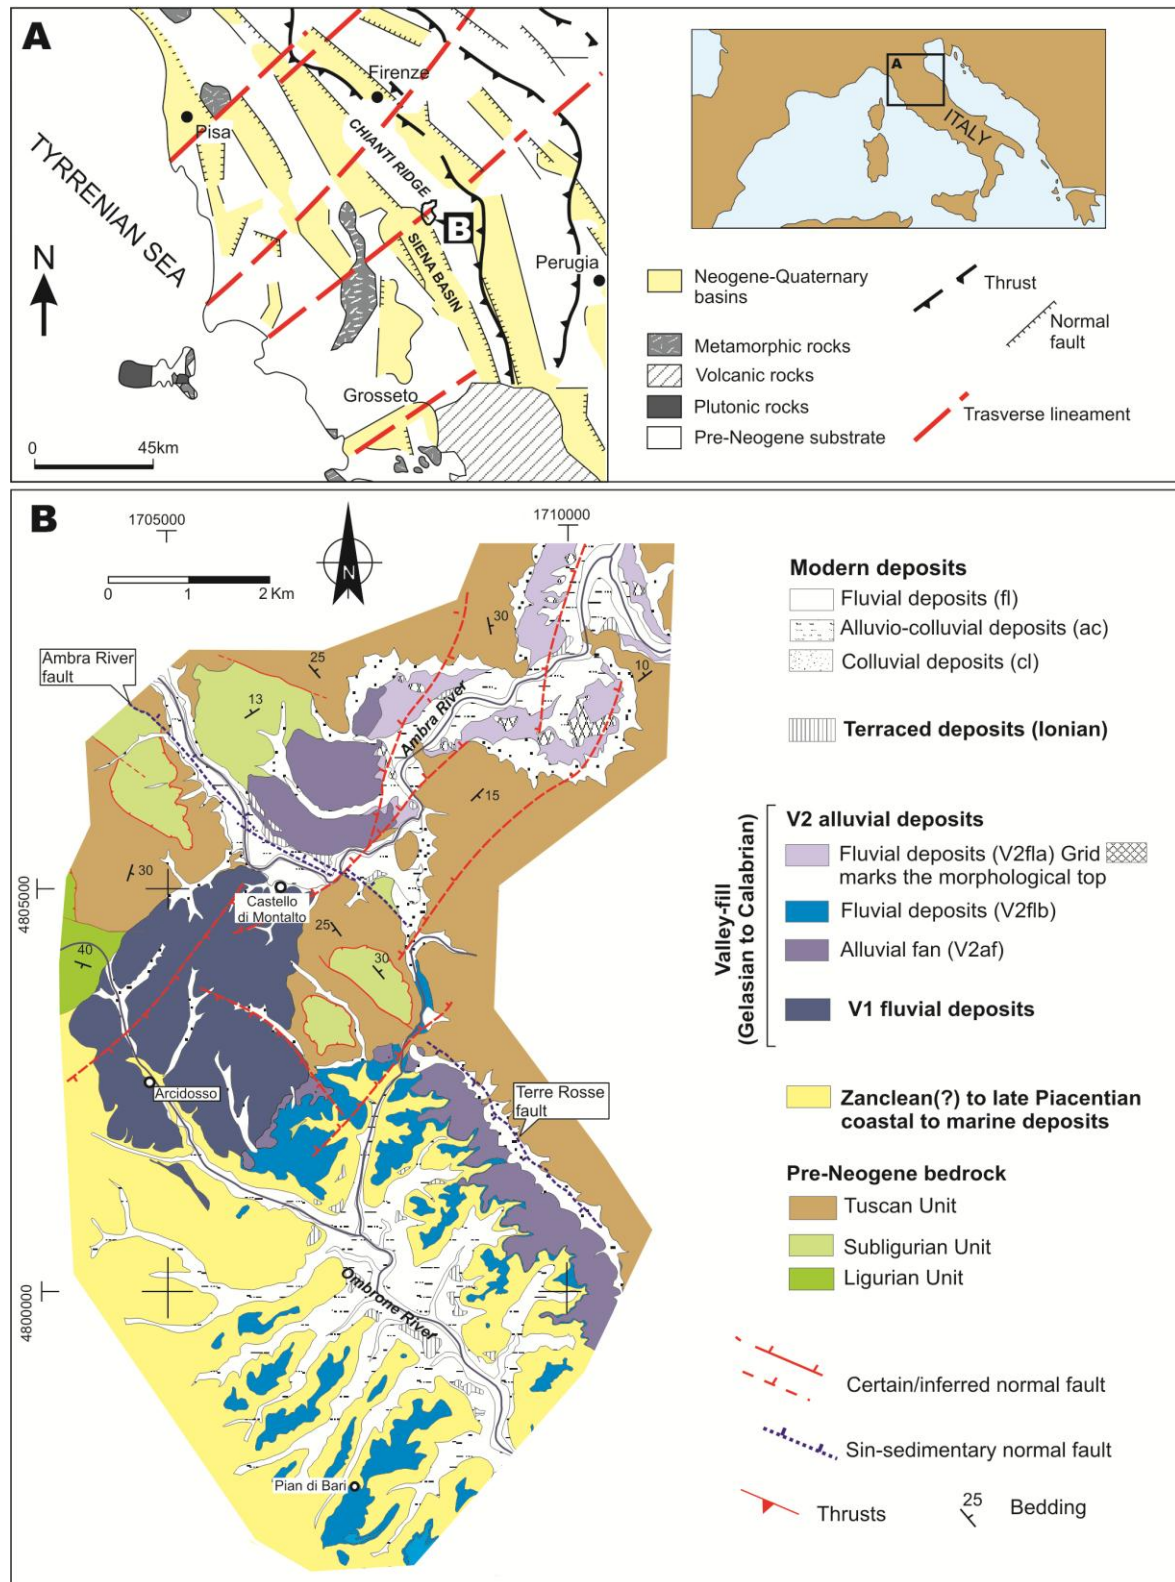 A
Firenze
Pisa
CHIANTI RIDGE
TYRRENIAN SEA
B
SIENA BASIN
N
Perugia
Grosseto
0 45km
A
ITALY
Neogene-Quaternary
basins
Metamorphic rocks
Volcanic rocks
Plutonic rocks
Pre-Neogene substrate
Thrust
Normal
fault
Trasverse lineament
B
1705000
1710000
N
0 1 2 Km
30
Ambra River
fault
25
10
13
Ambra River
15
30
4805000
Castello
di Montalto
25
40
30
Arcidosso
Terre Rosse
fault
4800000
Ombrone River
Pian di Bari
Modern deposits
Fluvial deposits (fl)
Alluvio-colluvial deposits (ac)
Colluvial deposits (cl)
Terraced deposits (Ionian)
Valley-fill
(Gelasian to Calabrian)
V2 alluvial deposits
Fluvial deposits (V2fla) Grid
marks the morphological top
Fluvial deposits (V2flb)
Alluvial fan (V2af)
V1 fluvial deposits
Zanclean(?) to late Piacentian
coastal to marine deposits
Pre-Neogene bedrock
Tuscan Unit
Subligurian Unit
Ligurian Unit
Certain/inferred normal fault
Sin-sedimentary normal fault
Thrusts
25
Bedding